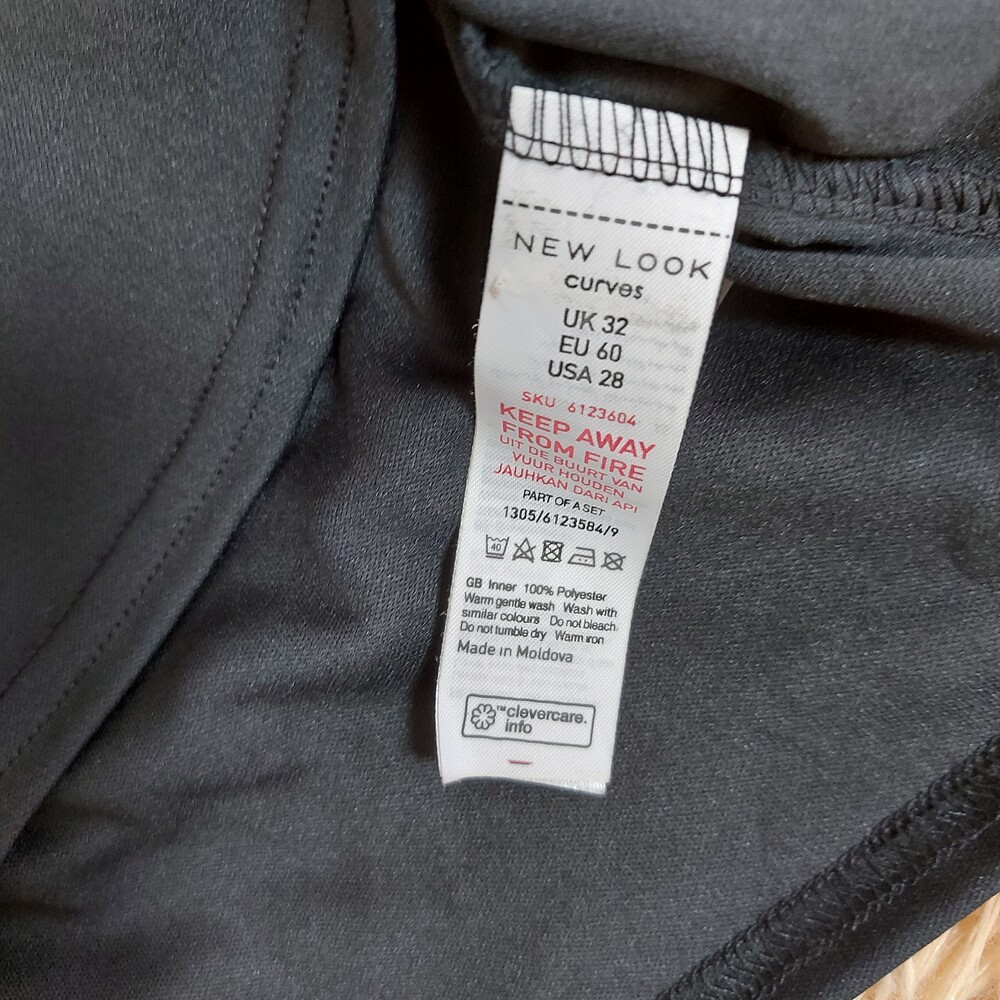 NEW LOOK
curves
UK 32
EU 60
USA 28
SKU 6123604
KEEP AWAY
FROM FIRE
UIT DE BUURT VAN
VUUR HOUDEN
JAUHKAN DARI API
PART OF A SET
1305/6123584/9
40
GB Inner 100% Polyester
Warm gentle wash Wash with
similar colours Do not bleach
Do not tumble dry Warm iron
Made in Moldova
™clevercare.
info